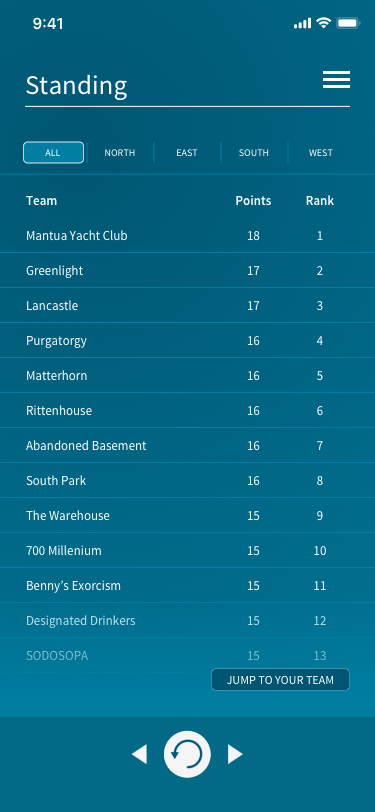 9:41
Standing
ALL NORTH EAST SOUTH WEST
Team Points Rank
Mantua Yacht Club 18 1
Greenlight 17 2
Lancastle 17 3
Purgatorgy 16 4
Matterhorn 16 5
Rittenhouse 16 6
Abandoned Basement 16 7
South Park 16 8
The Warehouse 15 9
700 Millenium 15 10
Benny's Exorcism 15 11
Designated Drinkers 15 12
SODOSOPA 15 13
JUMP TO YOUR TEAM